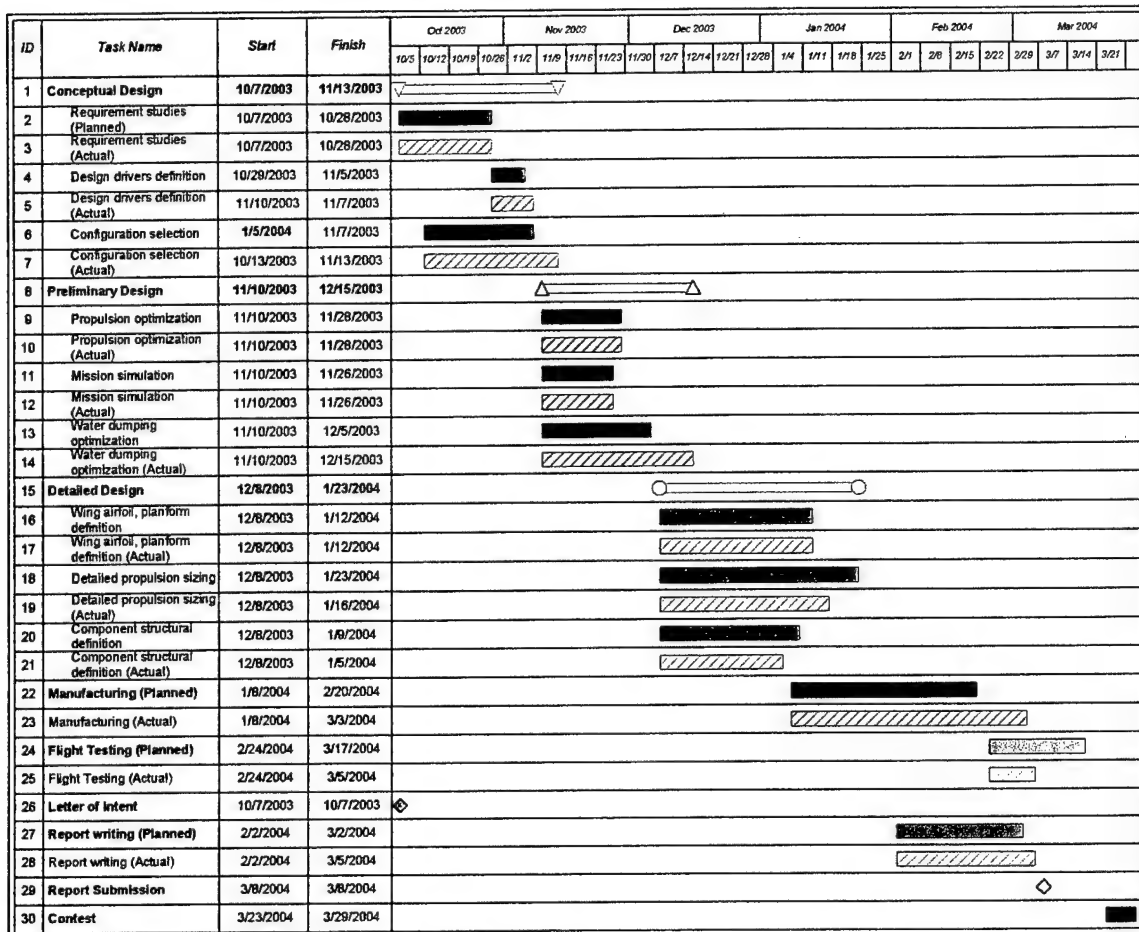 ID Task Name Start Finish Oct 2003 Nov 2003 Dec 2003 Jan 2004 Feb 2004 Mar 2004
10/5 10/12 10/19 10/26 11/2 11/9 11/16 11/23 11/30 12/7 12/14 12/21 12/28 1/4 1/11 1/18 1/25 2/1 2/8 2/15 2/22 2/29 3/7 3/14 3/21
1 Conceptual Design 10/7/2003 11/13/2003
2 Requirement studies (Planned) 10/7/2003 10/28/2003
3 Requirement studies (Actual) 10/7/2003 10/28/2003
4 Design drivers definition 10/29/2003 11/5/2003
5 Design drivers definition (Actual) 11/10/2003 11/7/2003
6 Configuration selection 1/5/2004 11/7/2003
7 Configuration selection (Actual) 10/13/2003 11/13/2003
8 Preliminary Design 11/10/2003 12/15/2003
9 Propulsion optimization 11/10/2003 11/28/2003
10 Propulsion optimization (Actual) 11/10/2003 11/28/2003
11 Mission simulation 11/10/2003 11/26/2003
12 Mission simulation (Actual) 11/10/2003 11/26/2003
13 Water dumping optimization 11/10/2003 12/5/2003
14 Water dumping optimization (Actual) 11/10/2003 12/15/2003
15 Detailed Design 12/8/2003 1/23/2004
16 Wing airfoil, planform definition 12/8/2003 1/12/2004
17 Wing airfoil, planform definition (Actual) 12/8/2003 1/12/2004
18 Detailed propulsion sizing 12/8/2003 1/23/2004
19 Detailed propulsion sizing (Actual) 12/8/2003 1/16/2004
20 Component structural definition 12/8/2003 1/9/2004
21 Component structural definition (Actual) 12/8/2003 1/5/2004
22 Manufacturing (Planned) 1/8/2004 2/20/2004
23 Manufacturing (Actual) 1/8/2004 3/3/2004
24 Flight Testing (Planned) 2/24/2004 3/17/2004
25 Flight Testing (Actual) 2/24/2004 3/5/2004
26 Letter of Intent 10/7/2003 10/7/2003
27 Report writing (Planned) 2/2/2004 3/2/2004
28 Report writing (Actual) 2/2/2004 3/5/2004
29 Report Submission 3/8/2004 3/8/2004
30 Contest 3/23/2004 3/29/2004